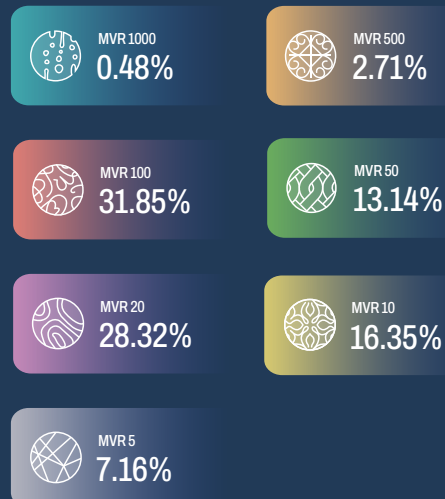 MVR 1000
0.48%
MVR 500
2.71%
MVR 100
31.85%
MVR 50
13.14%
MVR 20
28.32%
MVR 10
16.35%
MVR 5
7.16%